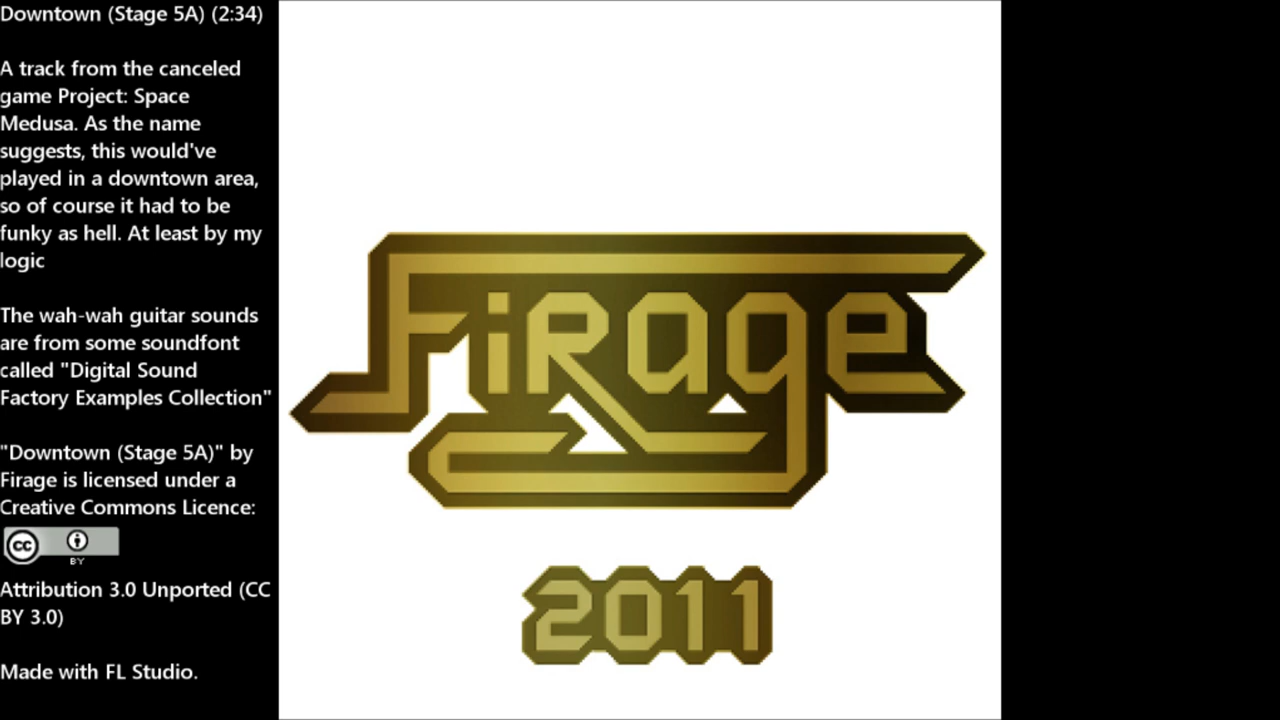 Downtown (Stage 5A) (2:34)
A track from the canceled
game Project: Space
Medusa. As the name
suggests, this would've
played in a downtown area,
so of course it had to be
funky as hell. At least by my
logic
The wah-wah guitar sounds
are from some soundfont
called "Digital Sound
Factory Examples Collection"
"Downtown (Stage 5A)" by
Firage is licensed under a
Creative Commons Licence:
cc
BY
Attribution 3.0 Unported (CC
BY 3.0)
Made with FL Studio.
Firage
2011